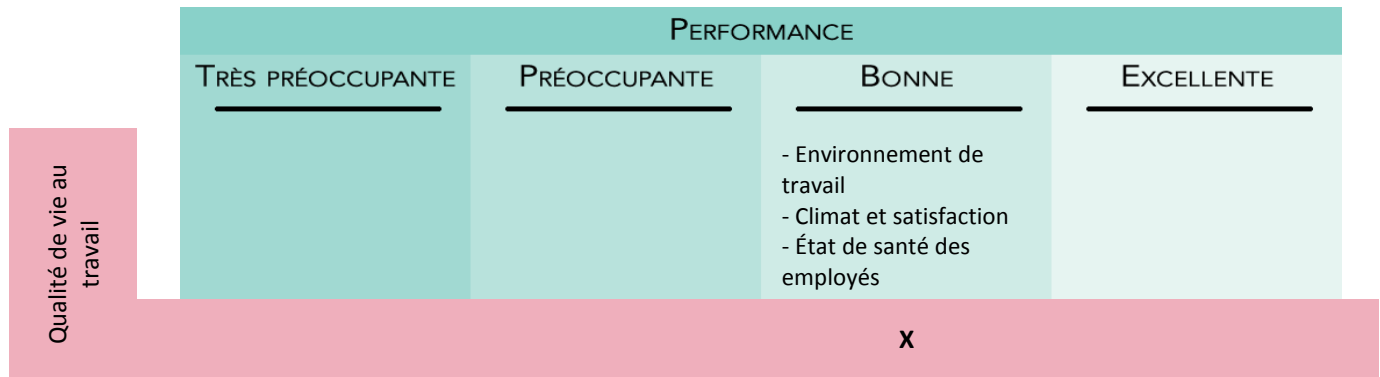 PERFORMANCE
TRÈS PRÉOCCUPANTE
PRÉOCCUPANTE
BONNE
EXCELLENTE
Qualité de vie au
travail
- Environnement de
travail
- Climat et satisfaction
- État de santé des
employés
X